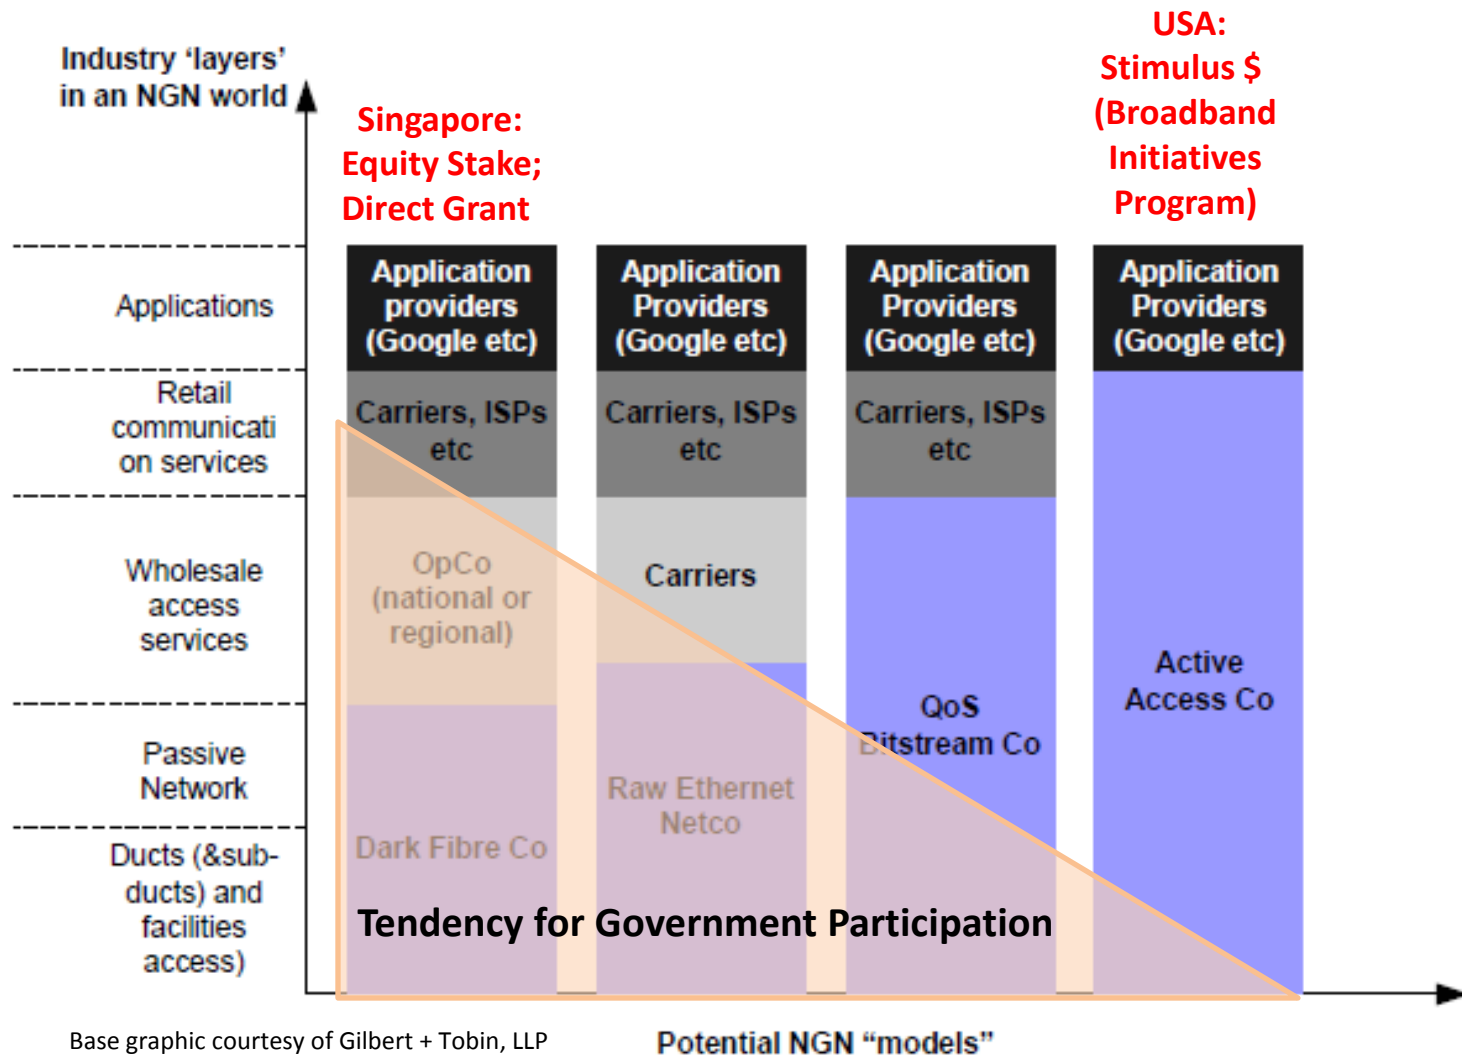 Industry ‘layers’
in an NGN world
Singapore:
Equity Stake;
Direct Grant
USA:
Stimulus $
(Broadband
Initiatives
Program)
Applications
Retail
communicati
on services
Wholesale
access
services
Passive
Network
Ducts (&sub-
ducts) and
facilities
access)
Application
providers
(Google etc)
Carriers, ISPs
etc
OpCo
(national or
regional)
Dark Fibre Co
Application
Providers
(Google etc)
Carriers, ISPs
etc
Carriers
Raw Ethernet
Netco
Application
Providers
(Google etc)
Carriers, ISPs
etc
QoS
Bitstream Co
Application
Providers
(Google etc)
Active
Access Co
Tendency for Government Participation
Base graphic courtesy of Gilbert + Tobin, LLP
Potential NGN “models”